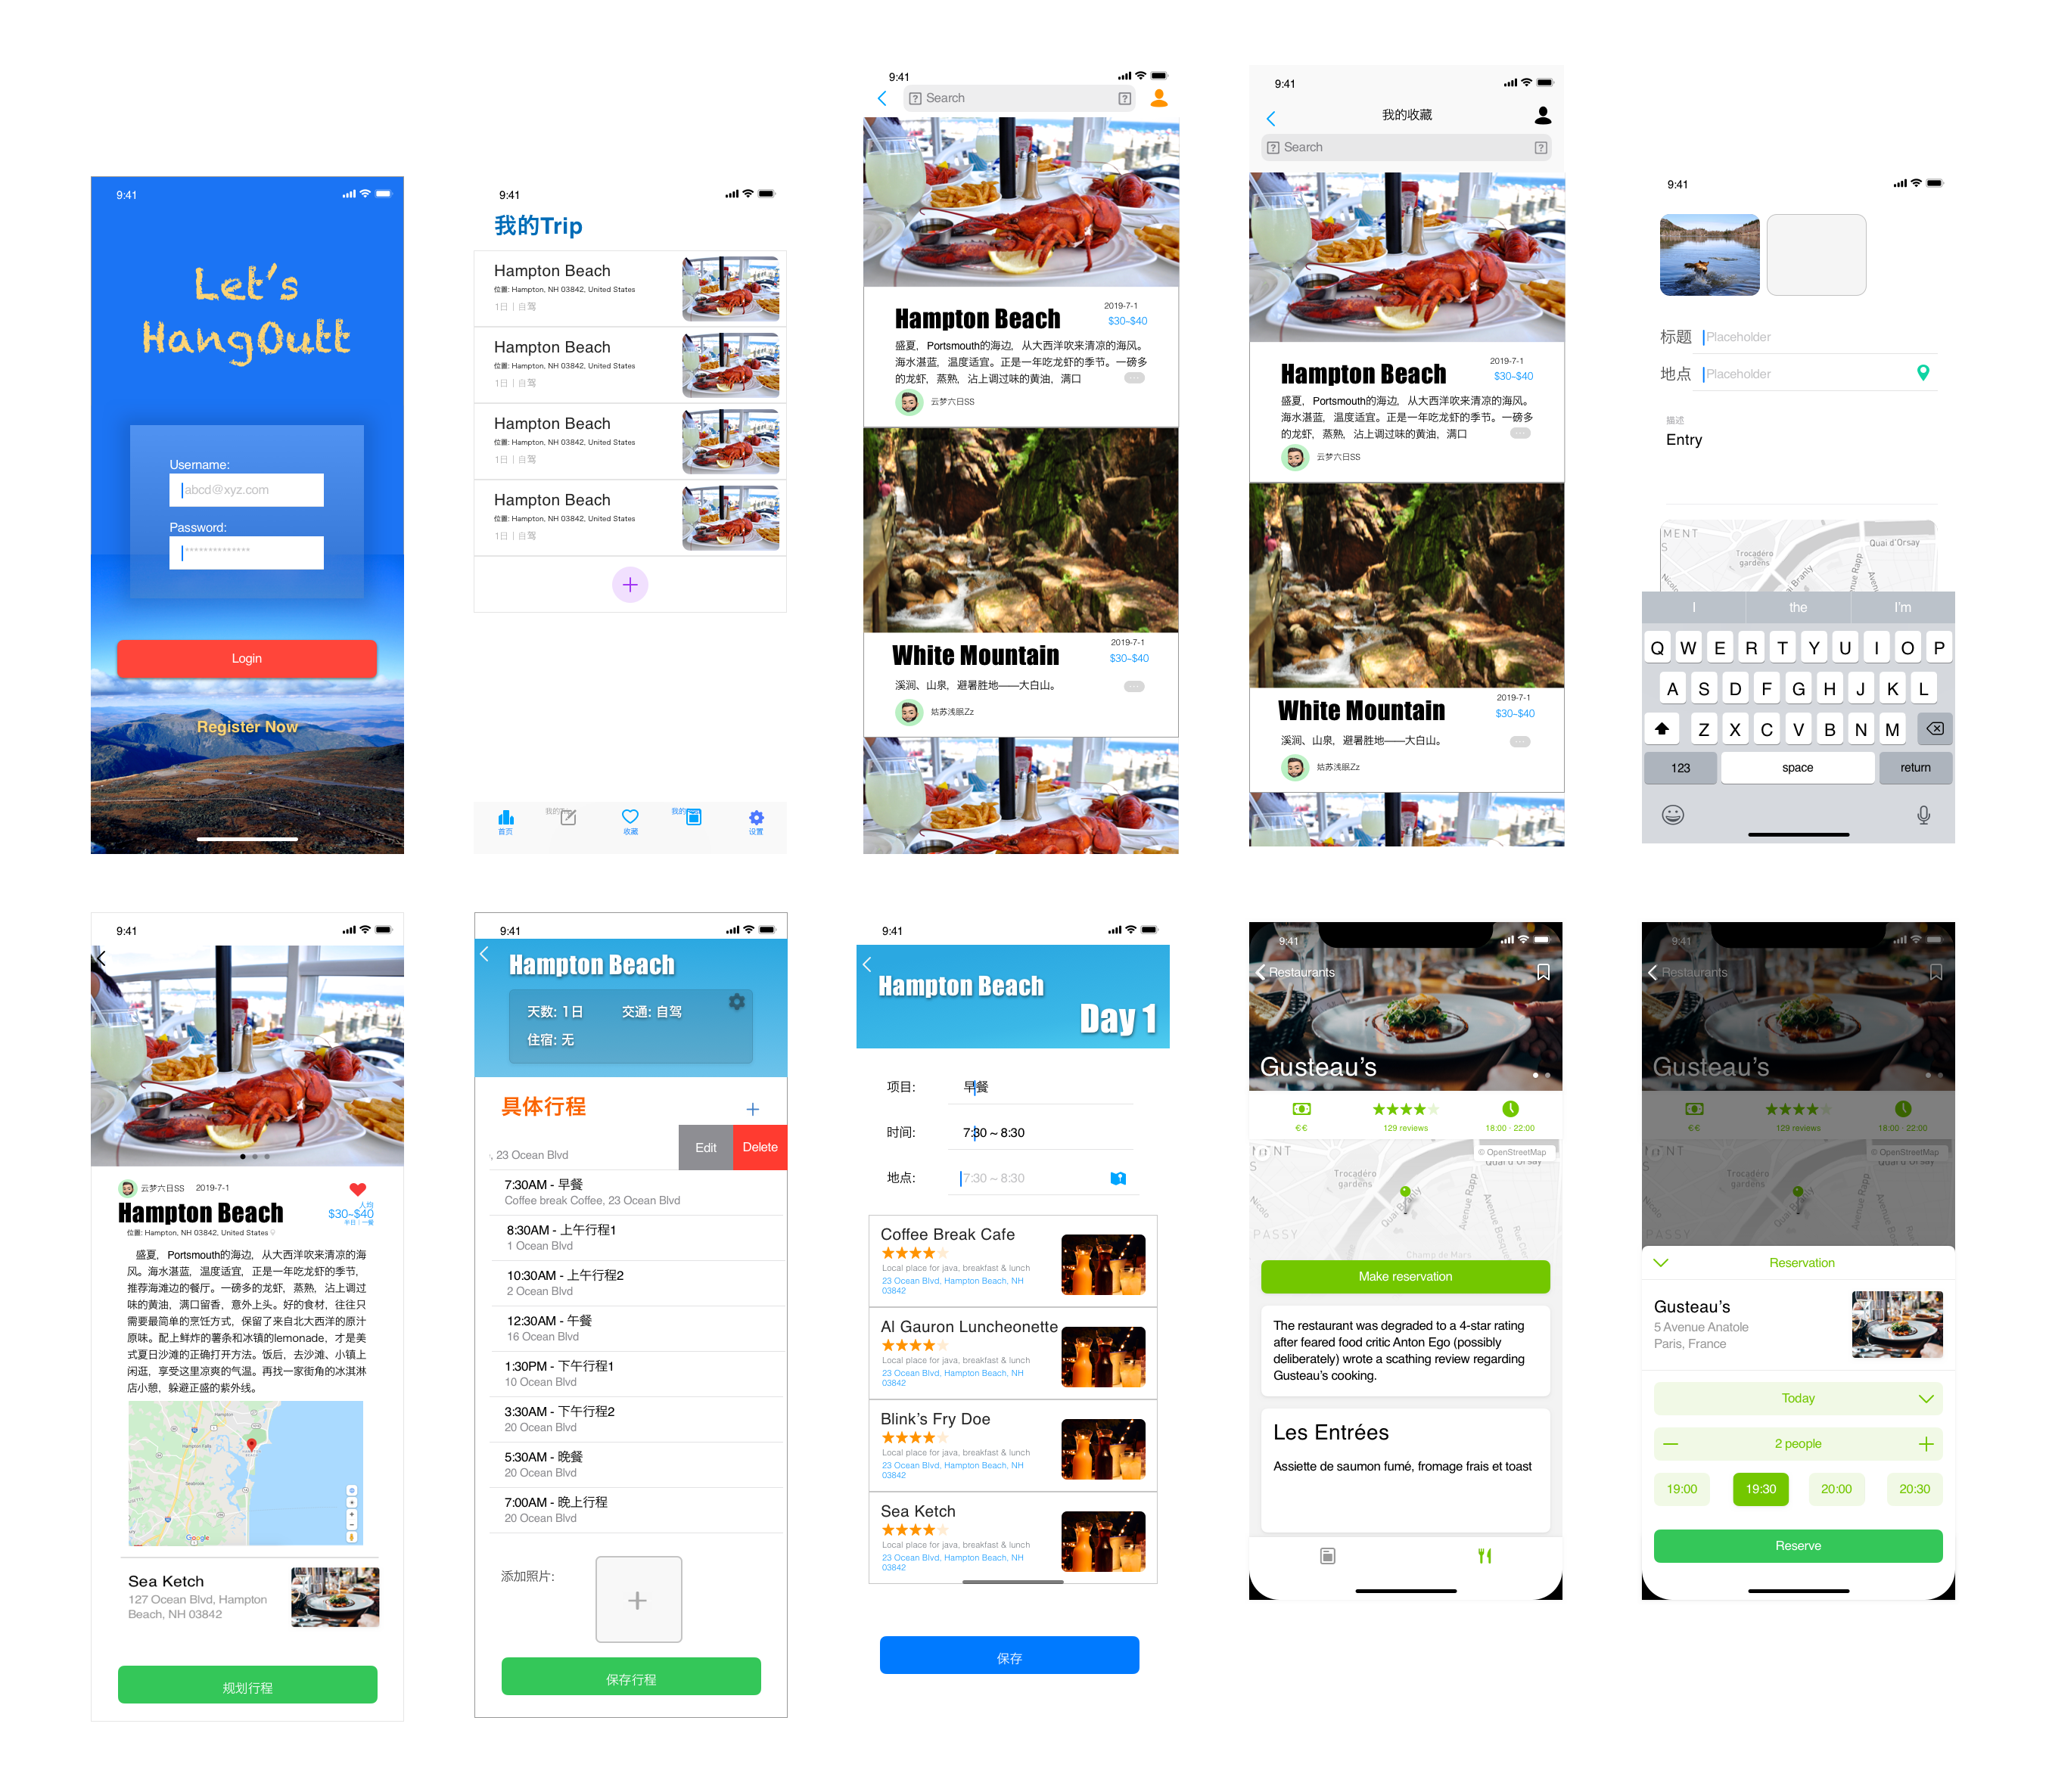 9:41
Let's
HangOutt
Username:
abcd@xyz.com
Password:
**************
Login
Register Now
9:41
我的Trip
Hampton Beach
位置: Hampton, NH 03842, United States
1日 | 自驾
Hampton Beach
位置: Hampton, NH 03842, United States
1日 | 自驾
Hampton Beach
位置: Hampton, NH 03842, United States
1日 | 自驾
Hampton Beach
位置: Hampton, NH 03842, United States
1日 | 自驾
首页
我的
收藏
我的
设置
9:41
Search
Hampton Beach
2019-7-1
$30~$40
盛夏，Portsmouth的海边，从大西洋吹来清凉的海风。
海水湛蓝，温度适宜。正是一年吃龙虾的季节。一磅多
的龙虾，蒸熟，沾上调过味的黄油，满口
云梦六日SS
White Mountain
2019-7-1
$30~$40
溪涧、山泉，避暑胜地——大白山。
姑苏浅眠Zz
9:41
我的收藏
Search
Hampton Beach
2019-7-1
$30~$40
盛夏，Portsmouth的海边，从大西洋吹来清凉的海风。
海水湛蓝，温度适宜。正是一年吃龙虾的季节。一磅多
的龙虾，蒸熟，沾上调过味的黄油，满口
云梦六日SS
White Mountain
2019-7-1
$30~$40
溪涧、山泉，避暑胜地——大白山。
姑苏浅眠Zz
9:41
标题 Placeholder
地点 Placeholder
描述
Entry
MENT
S
Trocadéro
gardens
Quai d'Orsay
Branly
Avenue Rapp
I the I'm
Q W E R T Y U I O P
A S D F G H J K L
Z X C V B N M
123 space return
9:41
云梦六日SS 2019-7-1
Hampton Beach
人均
$30~$40
半日 | 一餐
位置: Hampton, NH 03842, United States
盛夏，Portsmouth的海边，从大西洋吹来清凉的海
风。海水湛蓝，温度适宜，正是一年吃龙虾的季节，
推荐海滩边的餐厅。一磅多的龙虾，蒸熟，沾上调过
味的黄油，满口留香，意外上头。好的食材，往往只
需要最简单的烹饪方式，保留了来自北大西洋的原汁
原味。配上鲜炸的薯条和冰镇的lemonade，才是美
式夏日沙滩的正确打开方法。饭后，去沙滩、小镇上
闲逛，享受这里凉爽的气温。再找一家街角的冰淇淋
店小憩，躲避正盛的紫外线。
Google
Sea Ketch
127 Ocean Blvd, Hampton
Beach, NH 03842
规划行程
9:41
Hampton Beach
天数: 1日 交通: 自驾
住宿: 无
具体行程
, 23 Ocean Blvd
Edit Delete
7:30AM - 早餐
Coffee break Coffee, 23 Ocean Blvd
8:30AM - 上午行程1
1 Ocean Blvd
10:30AM - 上午行程2
2 Ocean Blvd
12:30AM - 午餐
16 Ocean Blvd
1:30PM - 下午行程1
10 Ocean Blvd
3:30AM - 下午行程2
20 Ocean Blvd
5:30AM - 晚餐
20 Ocean Blvd
7:00AM - 晚上行程
20 Ocean Blvd
添加照片:
保存行程
9:41
Hampton Beach
Day 1
项目: 早餐
时间: 7:30 ~ 8:30
地点: 7:30 ~ 8:30
Coffee Break Cafe
Local place for java, breakfast & lunch
23 Ocean Blvd, Hampton Beach, NH
03842
Al Gauron Luncheonette
Local place for java, breakfast & lunch
23 Ocean Blvd, Hampton Beach, NH
03842
Blink's Fry Doe
Local place for java, breakfast & lunch
23 Ocean Blvd, Hampton Beach, NH
03842
Sea Ketch
Local place for java, breakfast & lunch
23 Ocean Blvd, Hampton Beach, NH
03842
保存
9:41
Restaurants
Gusteau's
€€
129 reviews
18:00 · 22:00
© OpenStreetMap
Trocadéro
gardens
Quai Branly
Avenue Rapp
PASSY
Champ de Mars
Make reservation
The restaurant was degraded to a 4-star rating
after feared food critic Anton Ego (possibly
deliberately) wrote a scathing review regarding
Gusteau's cooking.
Les Entrées
Assiette de saumon fumé, fromage frais et toast
9:41
Restaurants
Gusteau's
€€
129 reviews
18:00 · 22:00
© OpenStreetMap
Trocadéro
gardens
Quai Branly
Avenue Rapp
PASSY
Reservation
Gusteau's
5 Avenue Anatole
Paris, France
Today
2 people
19:00 19:30 20:00 20:30
Reserve